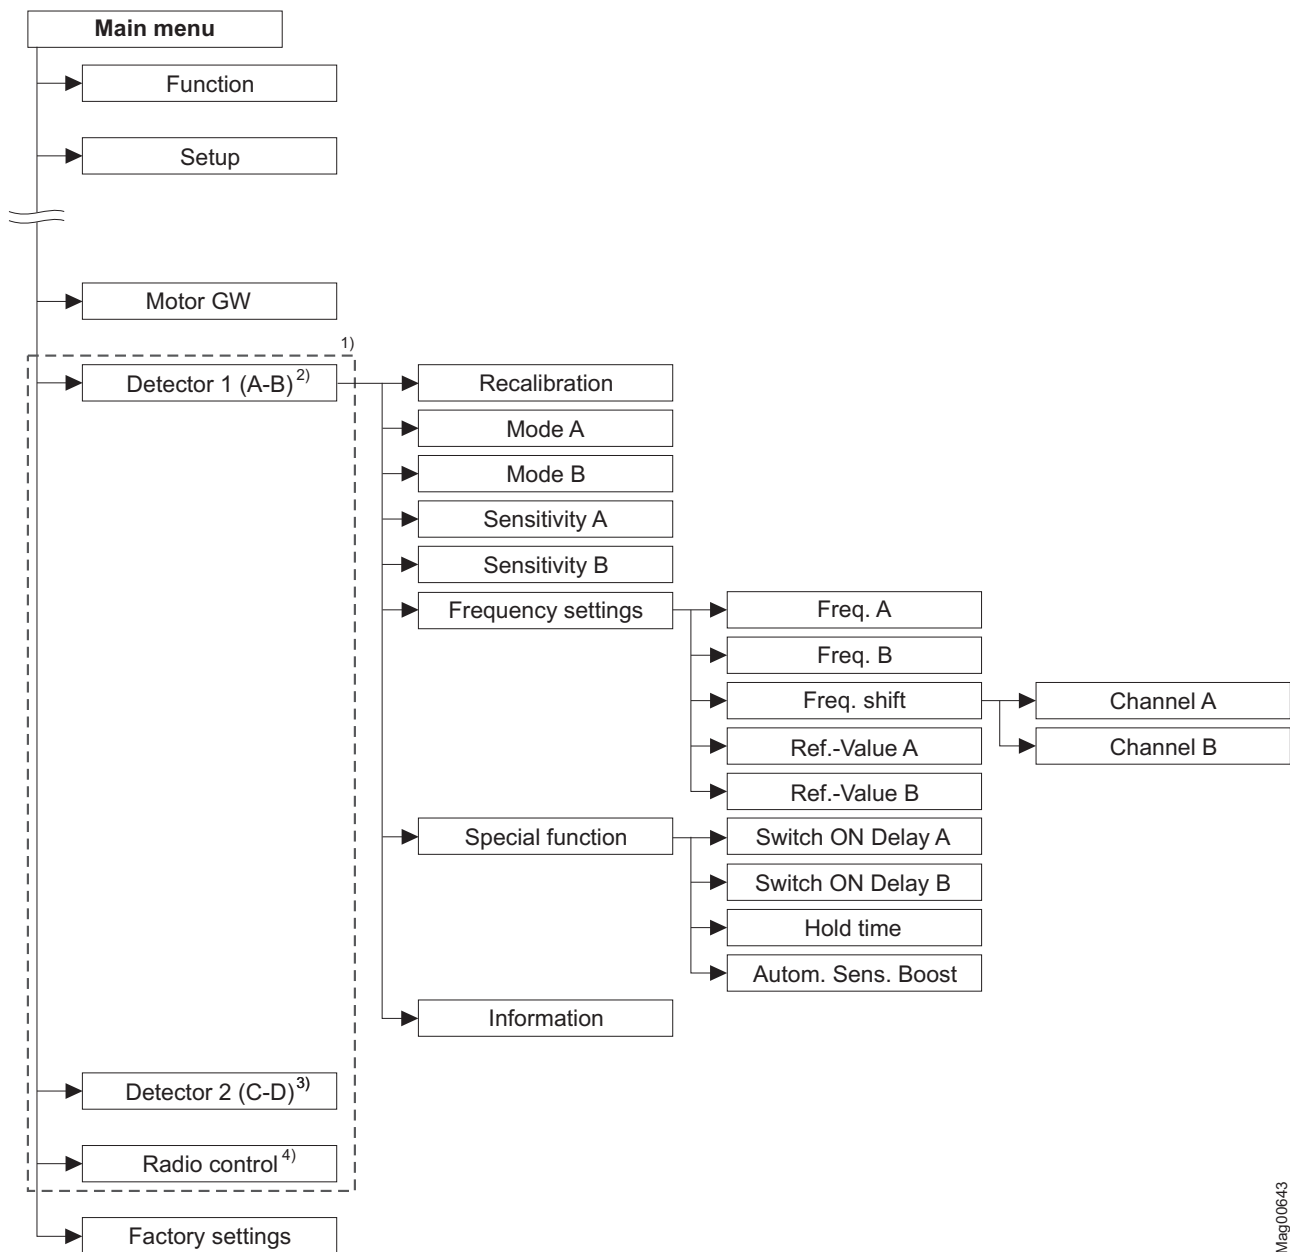 Main menu
Function
Setup
Motor GW
1)
Detector 1 (A-B) 2)
Recalibration
Mode A
Mode B
Sensitivity A
Sensitivity B
Frequency settings
Freq. A
Freq. B
Freq. shift
Channel A
Channel B
Ref.-Value A
Ref.-Value B
Special function
Switch ON Delay A
Switch ON Delay B
Hold time
Autom. Sens. Boost
Information
Detector 2 (C-D) 3)
Radio control 4)
Factory settings
Mag00643